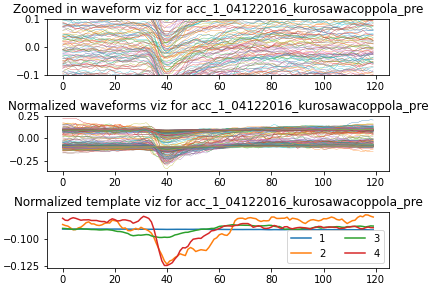 Zoomed in waveform viz for acc_1_04122016_kurosawacoppola_pre
0.1
0.0
−0.1
0 20 40 60 80 100 120
Normalized waveforms viz for acc_1_04122016_kurosawacoppola_pre
0.25
0.00
−0.25
0 20 40 60 80 100 120
Normalized template viz for acc_1_04122016_kurosawacoppola_pre
−0.100
−0.125
1 3
2 4
0 20 40 60 80 100 120